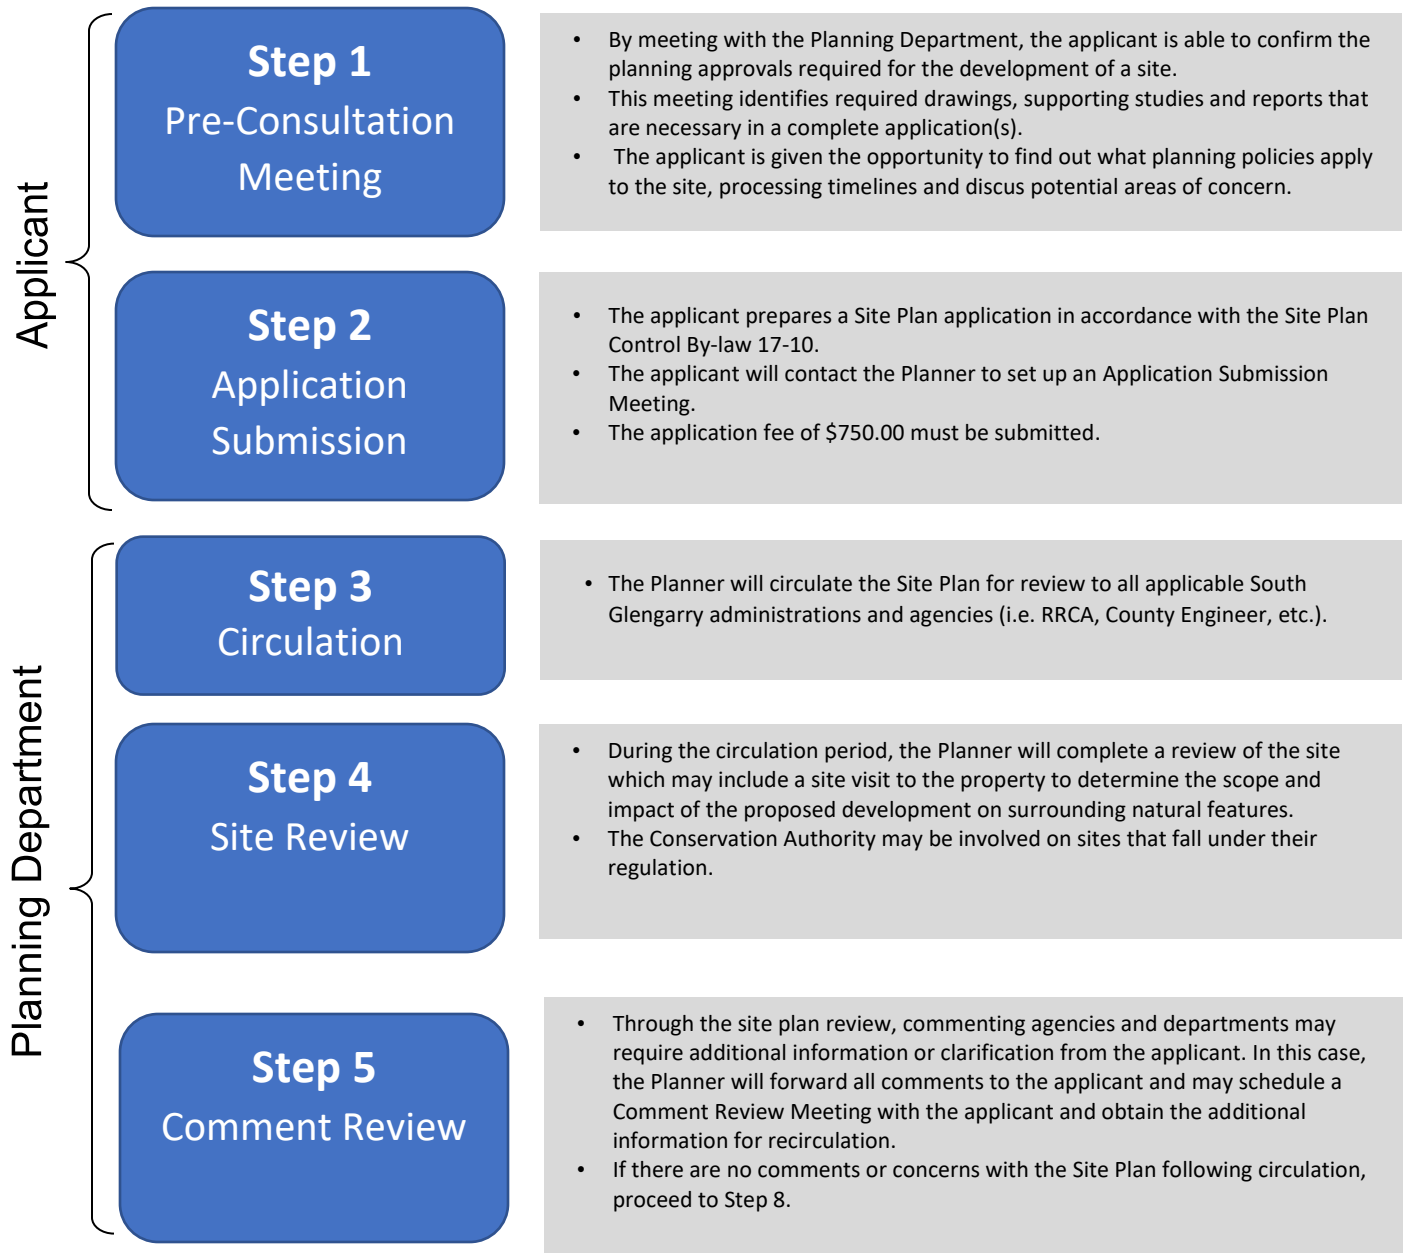 Applicant
Step 1
Pre-Consultation
Meeting
• By meeting with the Planning Department, the applicant is able to confirm the
planning approvals required for the development of a site.
• This meeting identifies required drawings, supporting studies and reports that
are necessary in a complete application(s).
• The applicant is given the opportunity to find out what planning policies apply
to the site, processing timelines and discus potential areas of concern.
Step 2
Application
Submission
• The applicant prepares a Site Plan application in accordance with the Site Plan
Control By-law 17-10.
• The applicant will contact the Planner to set up an Application Submission
Meeting.
• The application fee of $750.00 must be submitted.
Planning Department
Step 3
Circulation
• The Planner will circulate the Site Plan for review to all applicable South
Glengarry administrations and agencies (i.e. RRCA, County Engineer, etc.).
Step 4
Site Review
• During the circulation period, the Planner will complete a review of the site
which may include a site visit to the property to determine the scope and
impact of the proposed development on surrounding natural features.
• The Conservation Authority may be involved on sites that fall under their
regulation.
Step 5
Comment Review
• Through the site plan review, commenting agencies and departments may
require additional information or clarification from the applicant. In this case,
the Planner will forward all comments to the applicant and may schedule a
Comment Review Meeting with the applicant and obtain the additional
information for recirculation.
• If there are no comments or concerns with the Site Plan following circulation,
proceed to Step 8.